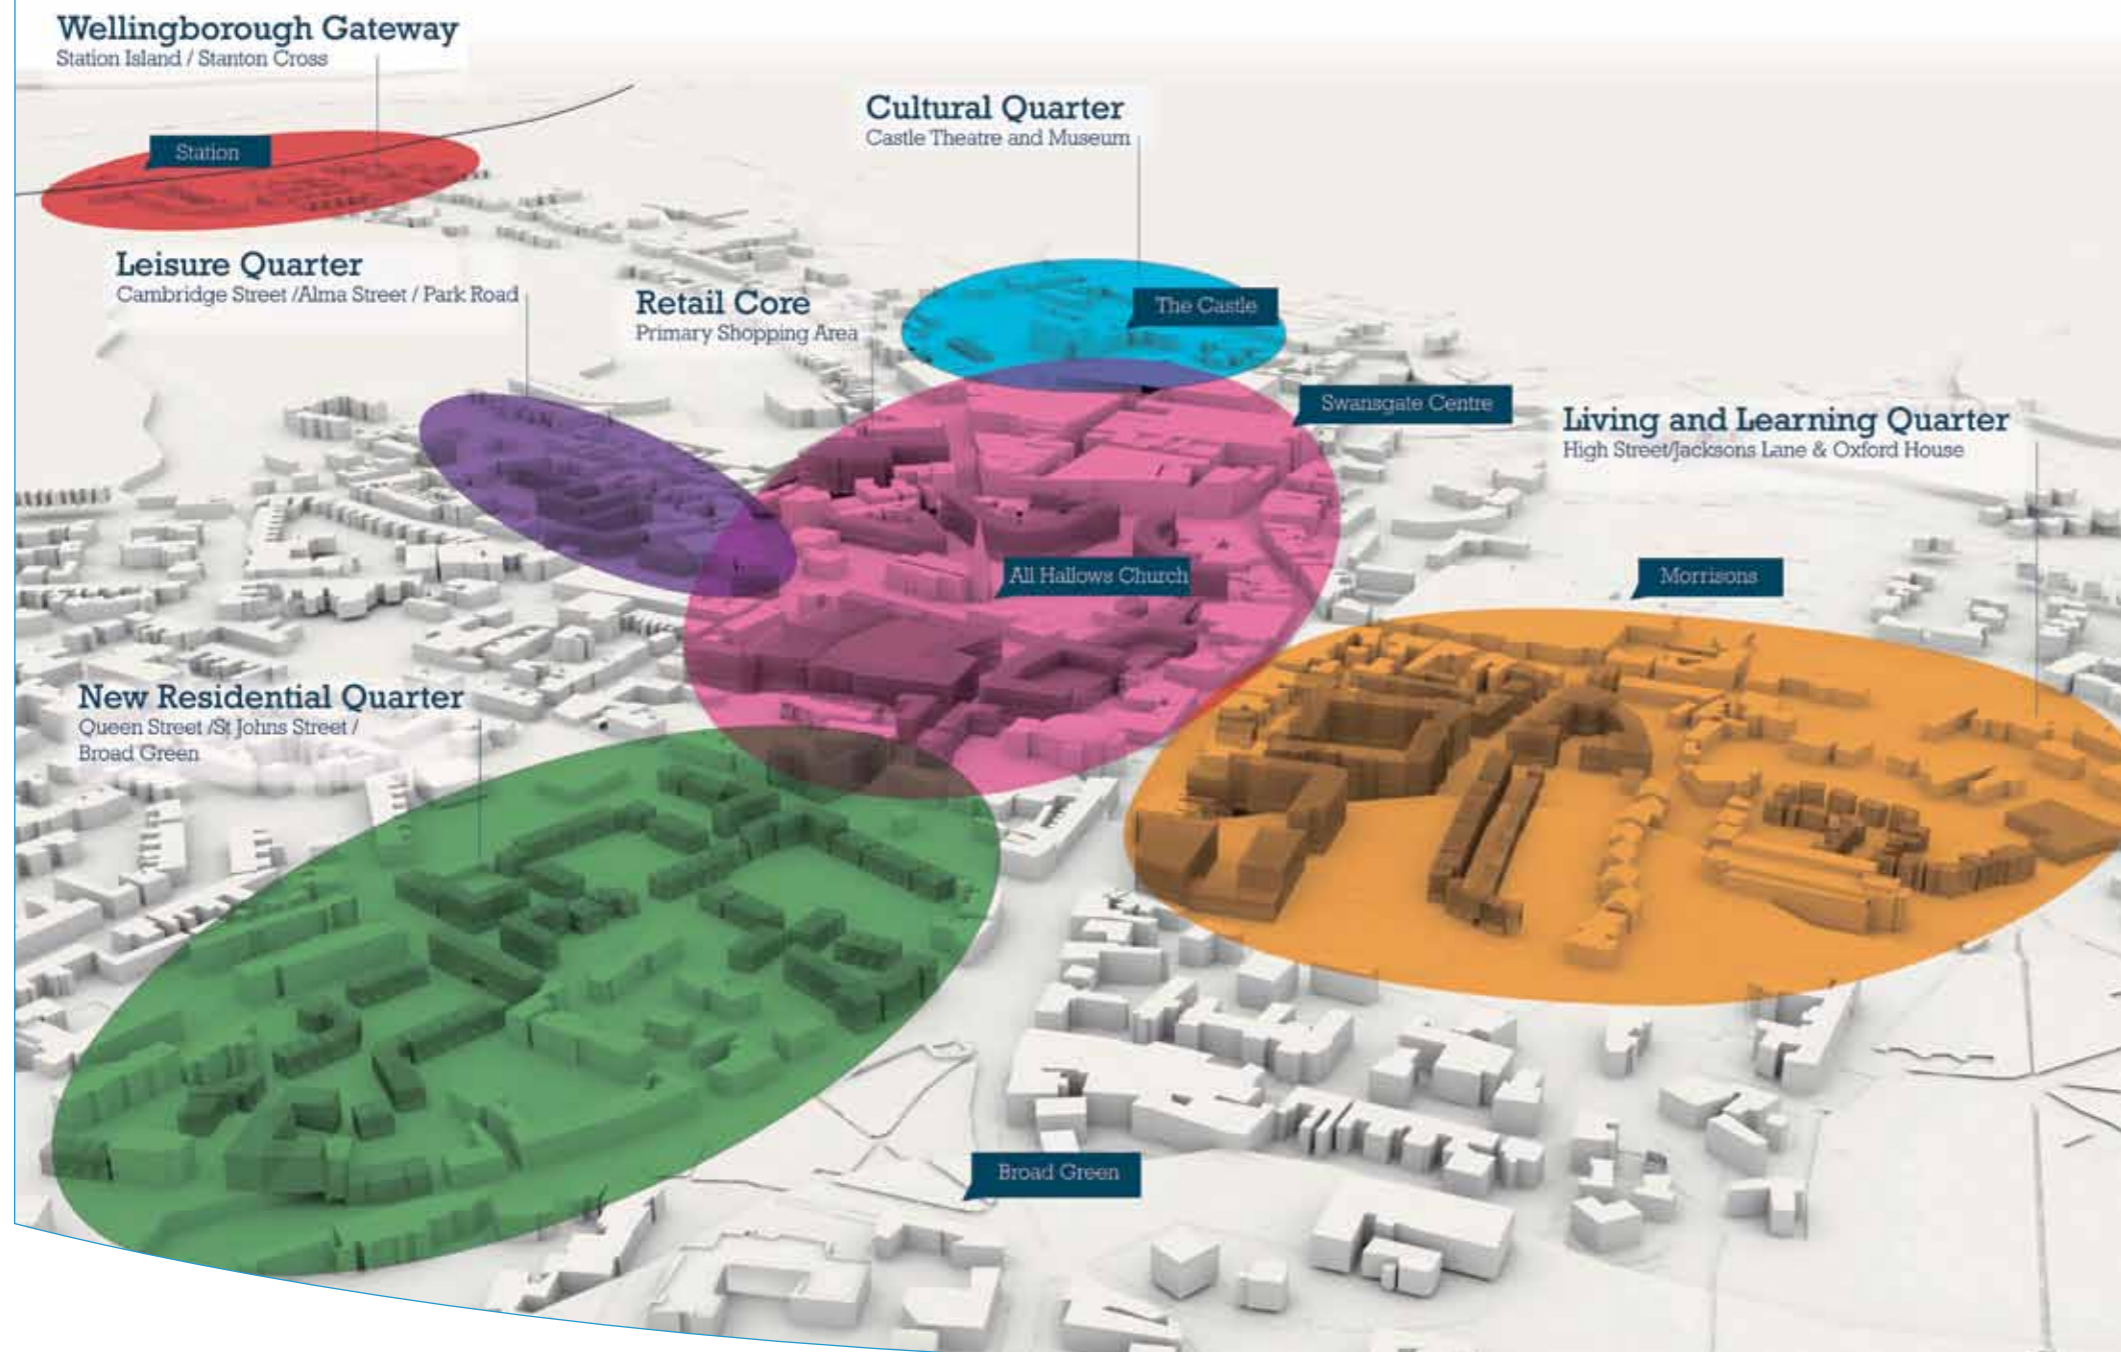 Wellingborough Gateway
Station Island / Stanton Cross
Station
Cultural Quarter
Castle Theatre and Museum
Leisure Quarter
Cambridge Street /Alma Street / Park Road
Retail Core
Primary Shopping Area
The Castle
Swansgate Centre
Living and Learning Quarter
High Street/Jacksons Lane & Oxford House
All Hallows Church
Morrisons
New Residential Quarter
Queen Street /St Johns Street /
Broad Green
Broad Green